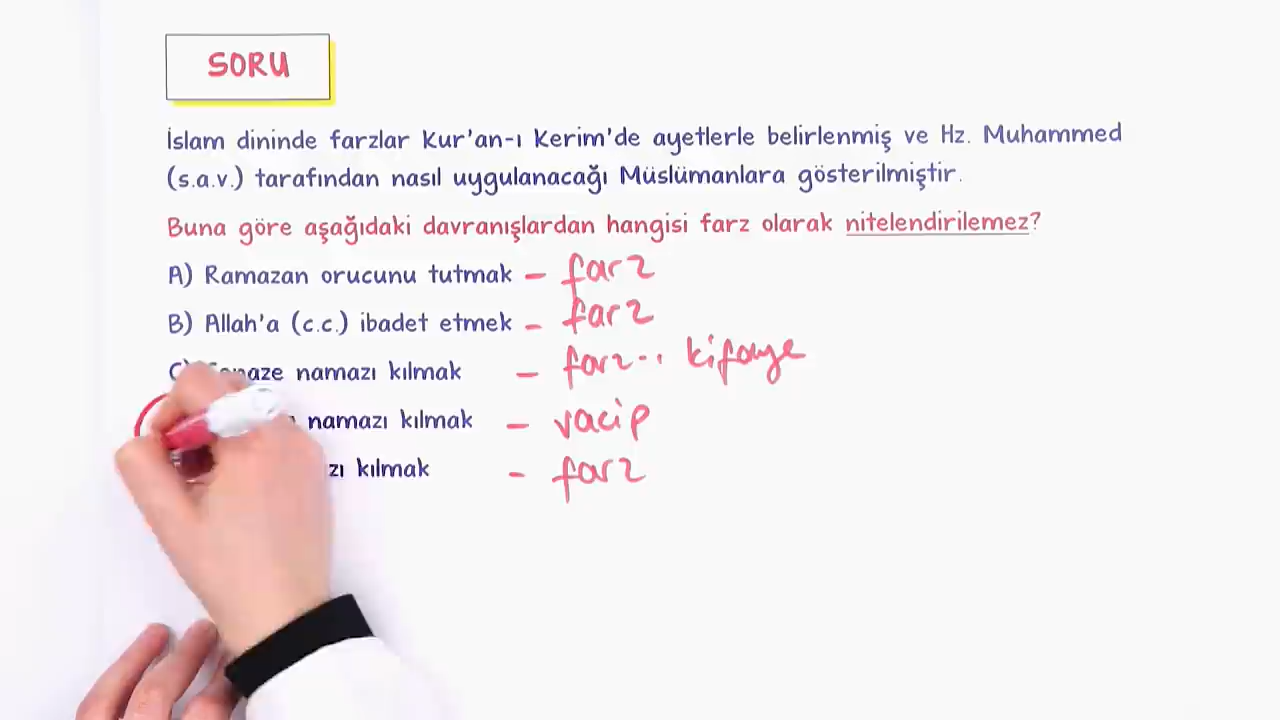 SORU
İslam dininde farzlar Kur'an-ı Kerim'de ayetlerle belirlenmiş ve Hz. Muhammed
(s.a.v.) tarafından nasıl uygulanacağı Müslümanlara gösterilmiştir.
Buna göre aşağıdaki davranışlardan hangisi farz olarak nitelendirilemez?
A) Ramazan orucunu tutmak - farz
B) Allah'a (c.c.) ibadet etmek - farz
namazı kılmak - farz-ı kifaye
namazı kılmak - vacip
kılmak - farz